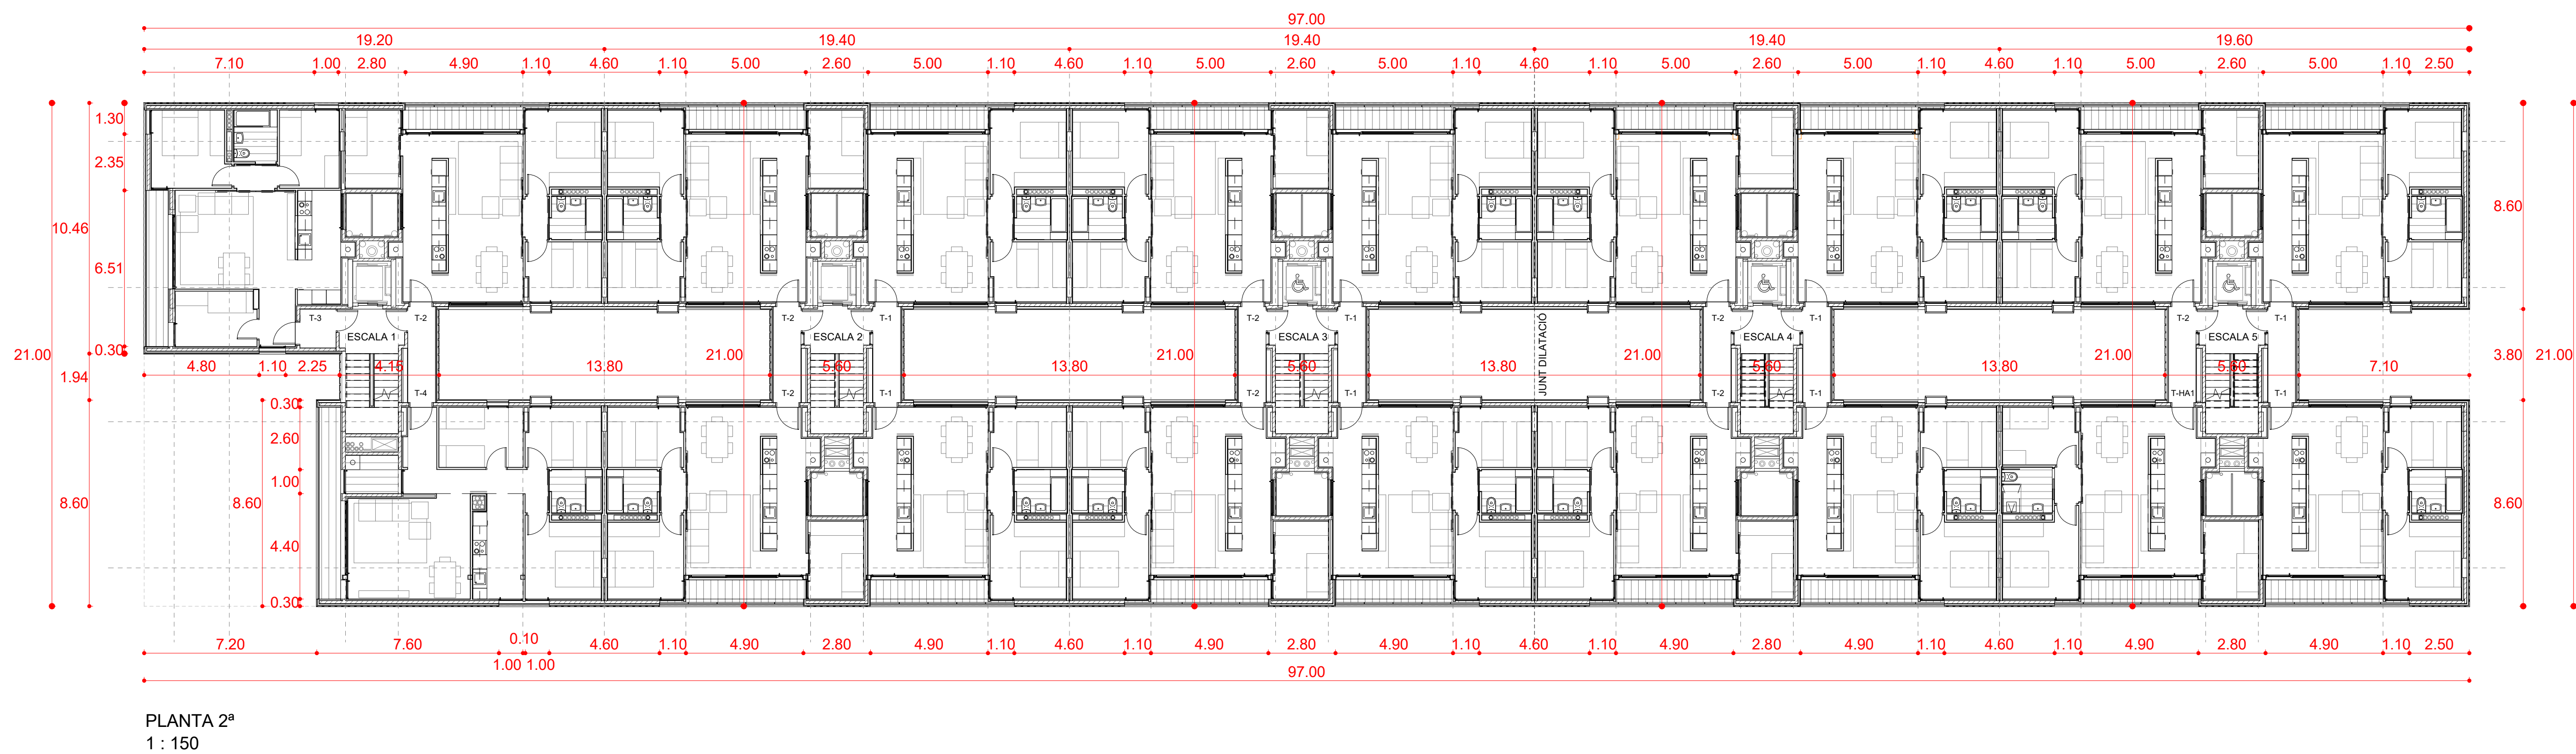 97.00
19.20 19.40 19.40 19.40 19.60
7.10 1.00 2.80 4.90 1.10 4.60 1.10 5.00 2.60 5.00 1.10 4.60 1.10 5.00 2.60 5.00 1.10 4.60 1.10 5.00 2.60 5.00 1.10 4.60 1.10 5.00 2.60 5.00 1.10 2.50
1.30
2.35
10.46
6.51
0.30
21.00
1.94
8.60
8.60
3.80
21.00
8.60
T-3 T-2 T-2 T-1 T-2 T-1 T-2 T-1 T-2 T-1
ESCALA 1 ESCALA 2 ESCALA 3 ESCALA 4 ESCALA 5
JUNT DILATACIÓ
21.00 21.00 21.00 21.00
4.80 1.10 2.25 4.15 13.80 5.60 13.80 5.60 13.80 5.60 13.80 5.60 7.10
T-4 T-2 T-1 T-2 T-1 T-2 T-1 T-HA1 T-1
0.30
2.60
1.00
8.60
4.40
0.30
7.20 7.60 0.10 4.60 1.10 4.90 2.80 4.90 1.10 4.60 1.10 4.90 2.80 4.90 1.10 4.60 1.10 4.90 2.80 4.90 1.10 4.60 1.10 4.90 2.80 4.90 1.10 2.50
1.00 1.00
97.00
PLANTA 2ª
1 : 150